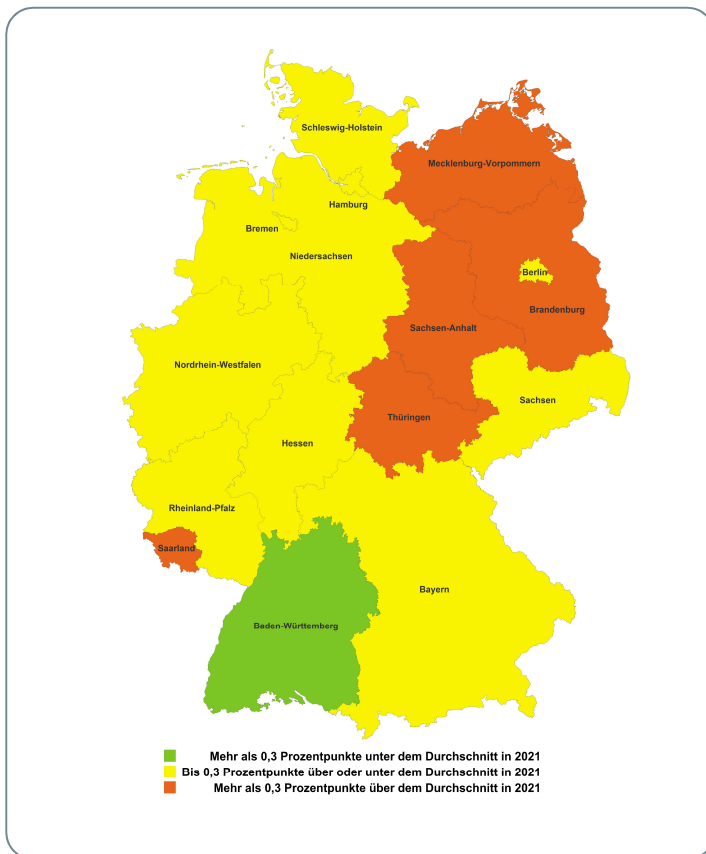 Schleswig-Holstein
Mecklenburg-Vorpommern
Hamburg
Bremen
Niedersachsen
Berlin
Brandenburg
Sachsen-Anhalt
Nordrhein-Westfalen
Sachsen
Thüringen
Hessen
Rheinland-Pfalz
Saarland
Bayern
Baden-Württemberg
Mehr als 0,3 Prozentpunkte unter dem Durchschnitt in 2021
Bis 0,3 Prozentpunkte über oder unter dem Durchschnitt in 2021
Mehr als 0,3 Prozentpunkte über dem Durchschnitt in 2021